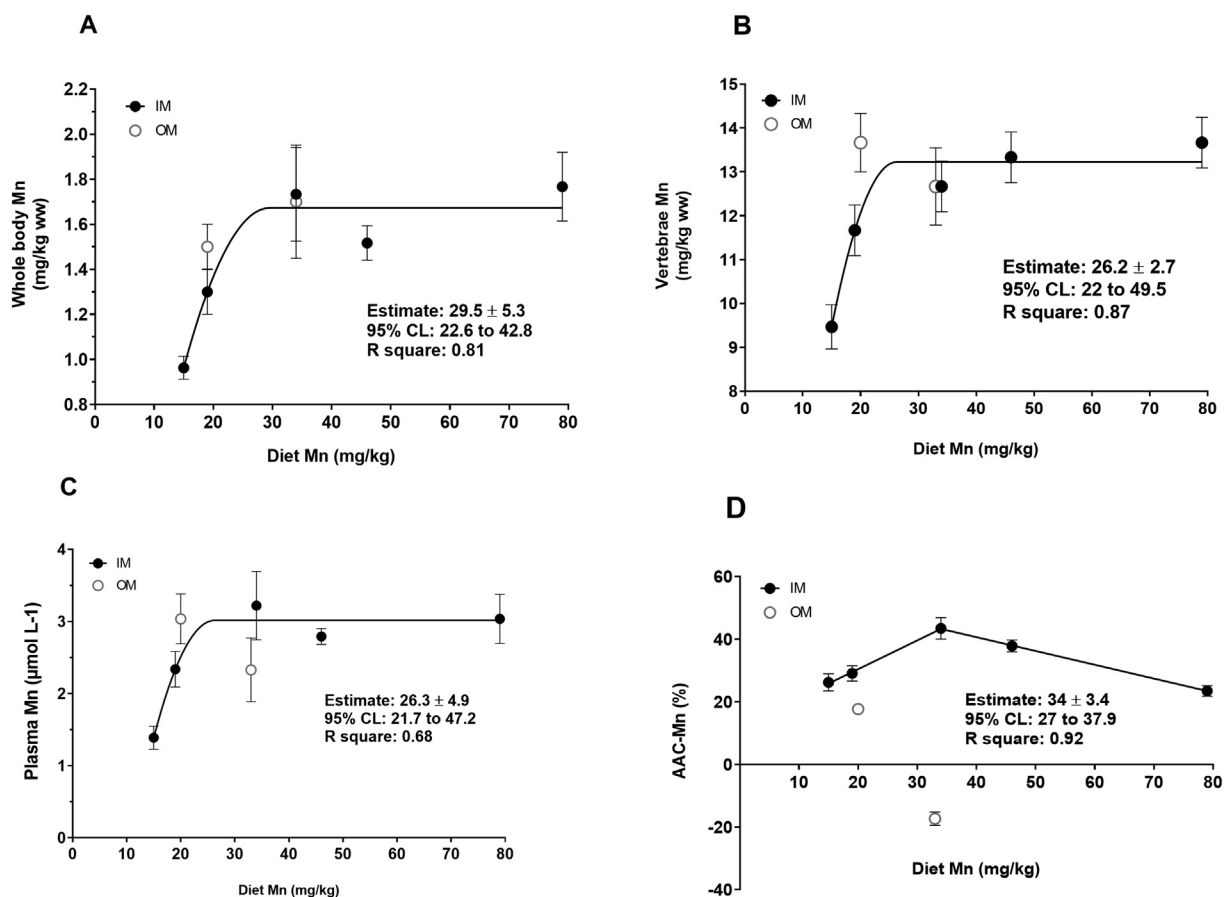 A
IM
OM
2.2
2.0
1.8
1.6
1.4
1.2
1.0
0.8
Whole body Mn
(mg/kg ww)
Estimate: 29.5 ± 5.3
95% CL: 22.6 to 42.8
R square: 0.81
0 10 20 30 40 50 60 70 80
Diet Mn (mg/kg)
B
IM
OM
15
14
13
12
11
10
9
8
Vertebrae Mn
(mg/kg ww)
Estimate: 26.2 ± 2.7
95% CL: 22 to 49.5
R square: 0.87
0 10 20 30 40 50 60 70 80
Diet Mn (mg/kg)
C
IM
OM
4
3
2
1
0
Plasma Mn (µmol L-1)
Estimate: 26.3 ± 4.9
95% CL: 21.7 to 47.2
R square: 0.68
0 10 20 30 40 50 60 70 80
Diet Mn (mg/kg)
D
IM
OM
60
40
20
0
-20
-40
AAC-Mn (%)
Estimate: 34 ± 3.4
95% CL: 27 to 37.9
R square: 0.92
10 20 30 40 50 60 70 80
Diet Mn (mg/kg)